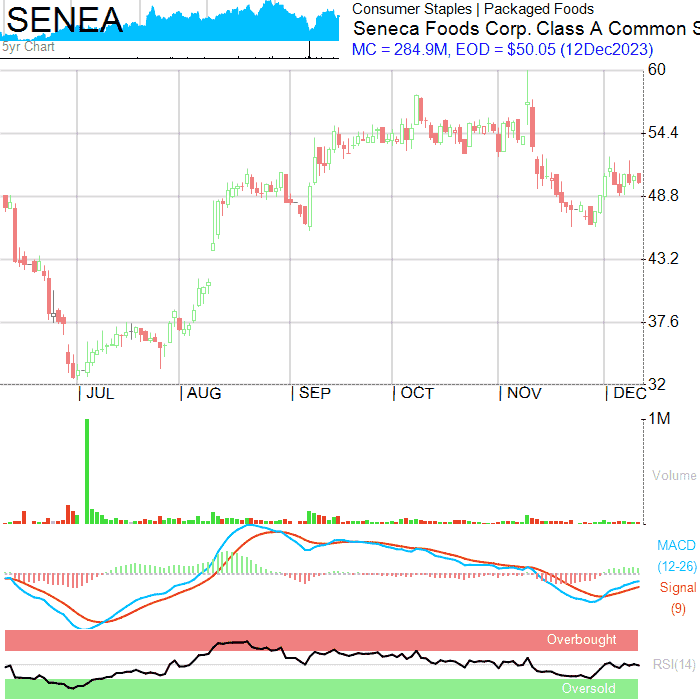 SENEA
5yr Chart
Consumer Staples | Packaged Foods
Seneca Foods Corp. Class A Common S
MC = 284.9M, EOD = $50.05 (12Dec2023)
60
54.4
48.8
43.2
37.6
32
JUL AUG SEP OCT NOV DEC
1M
Volume
MACD
(12-26)
Signal
(9)
Overbought
RSI(14)
Oversold